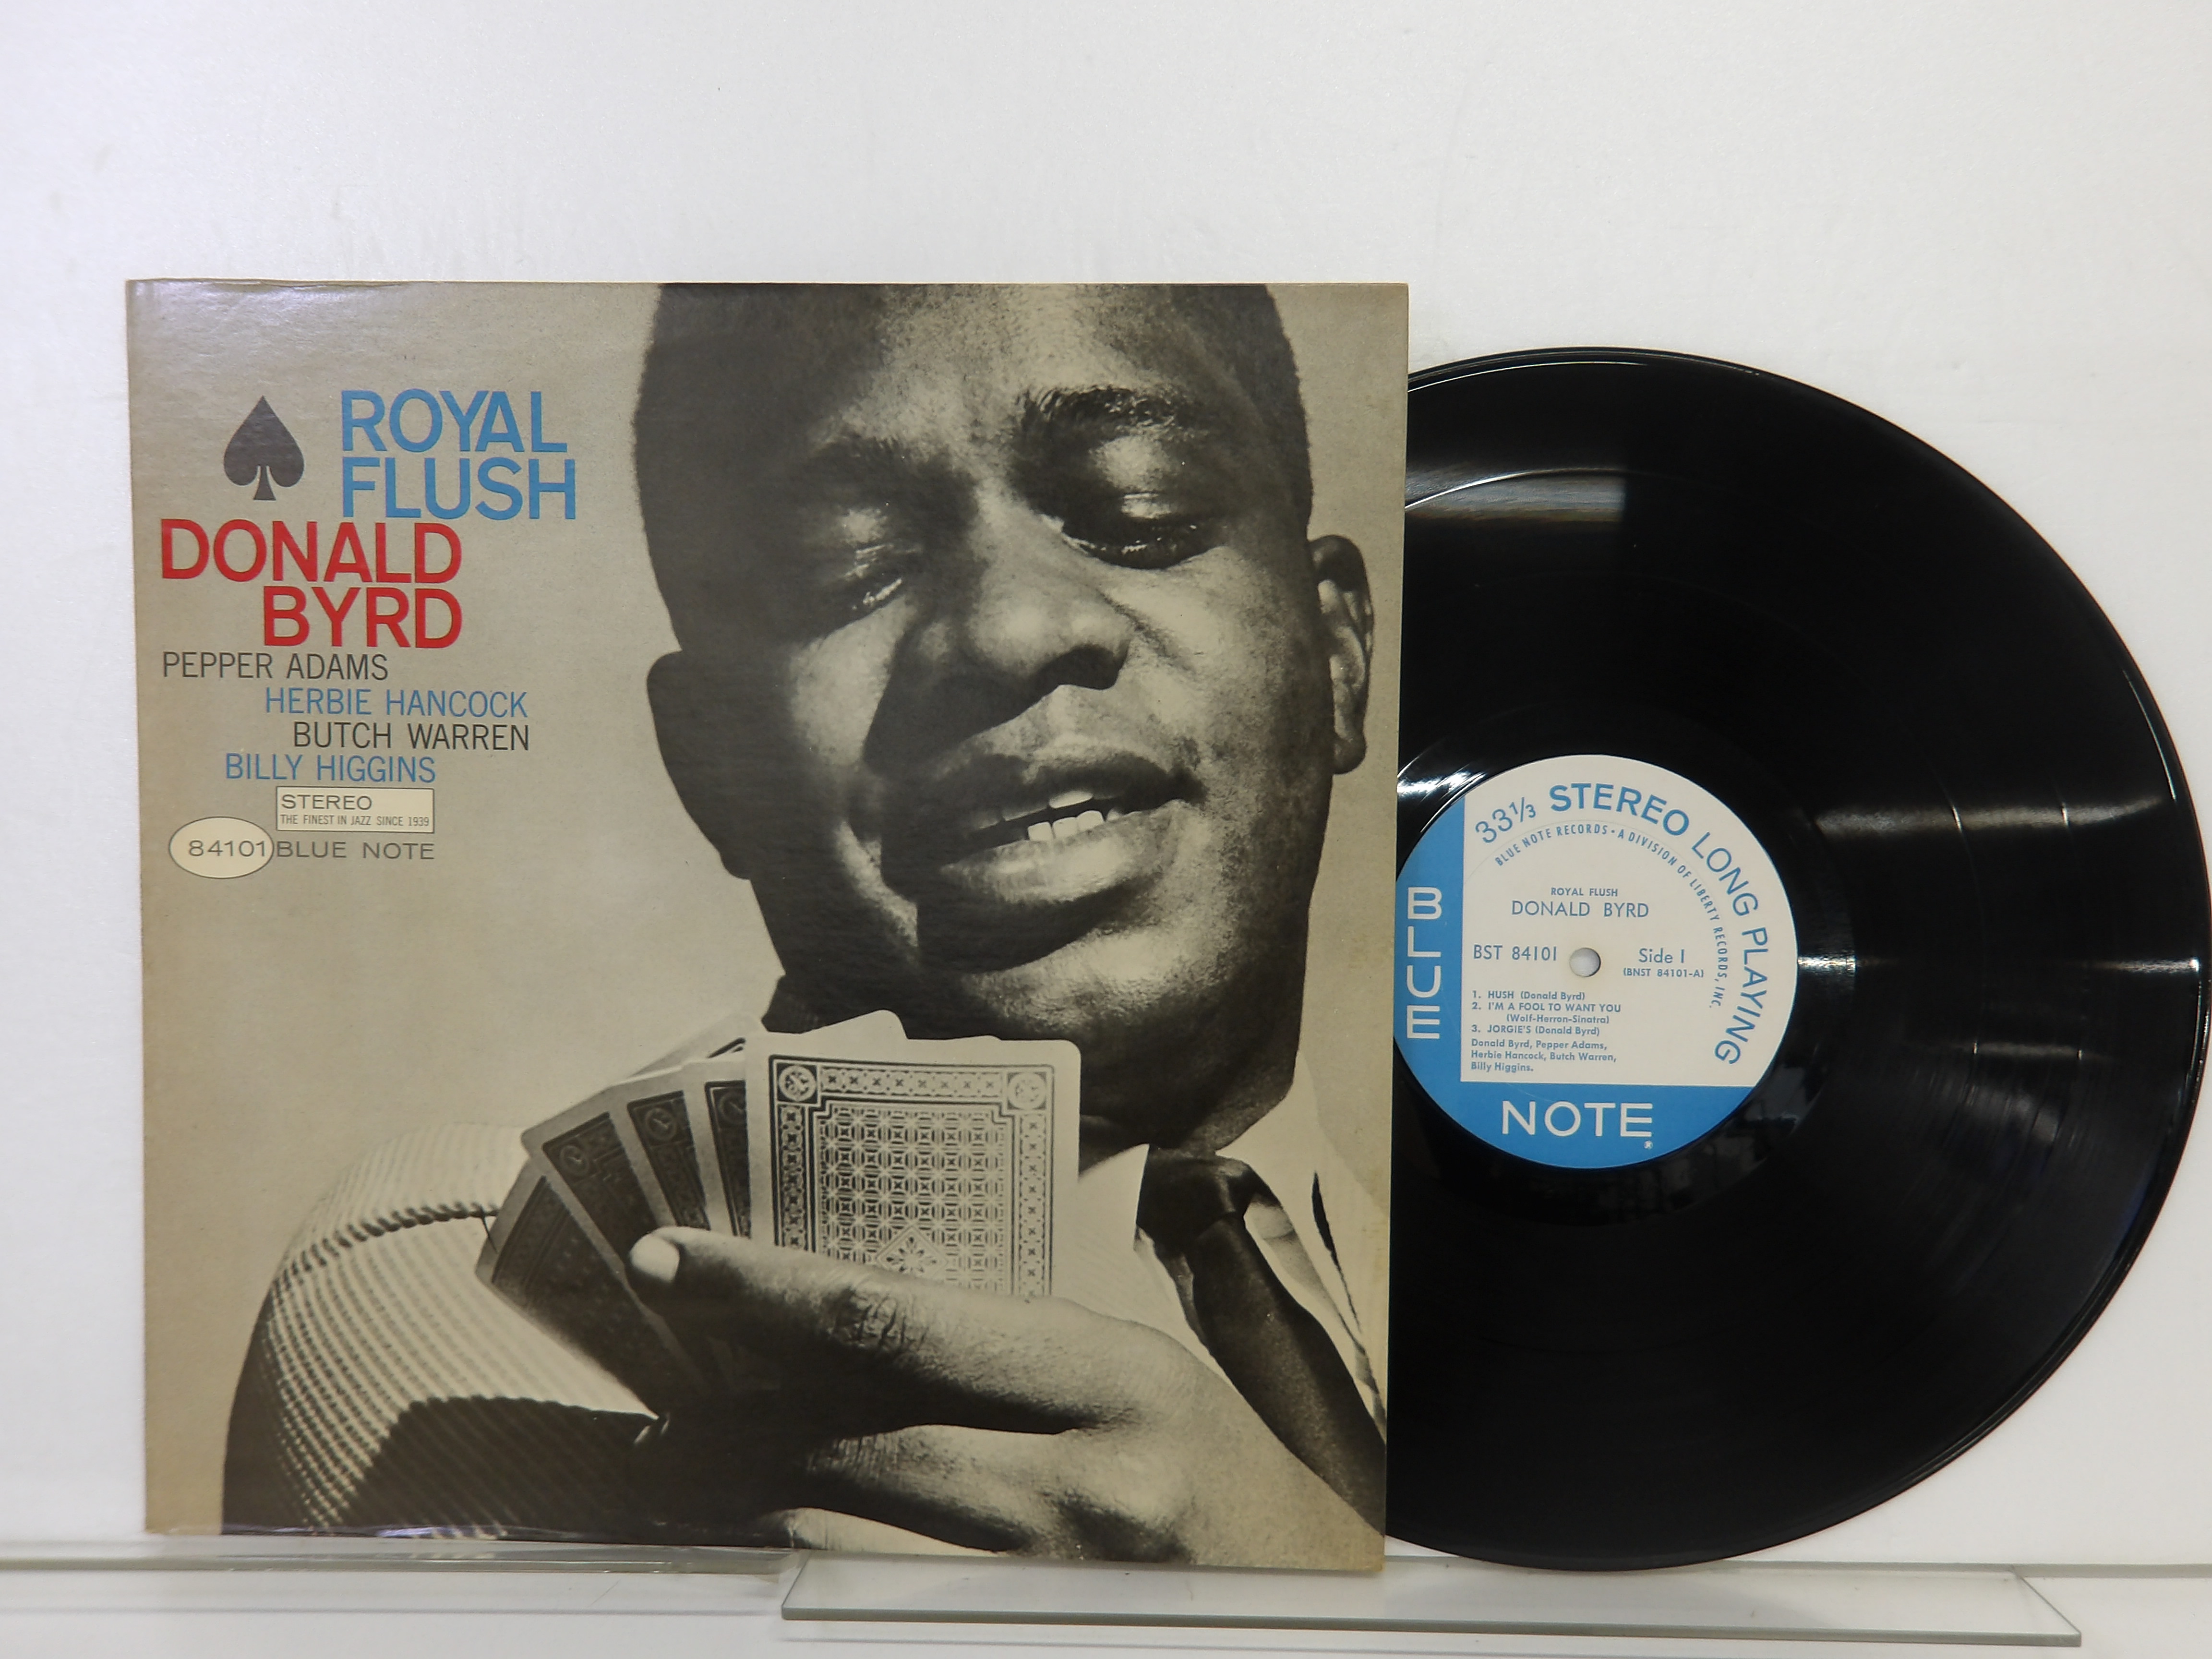 ROYAL
FLUSH
DONALD
BYRD
PEPPER ADAMS
HERBIE HANCOCK
BUTCH WARREN
BILLY HIGGINS
STEREO
THE FINEST IN JAZZ SINCE 1939
84101 BLUE NOTE
33 1/3 STEREO LONG PLAYING
BLUE NOTE RECORDS • A DIVISION OF LIBERTY RECORDS, INC.
ROYAL FLUSH
DONALD BYRD
BST 84101
Side 1
(BNST 84101-A)
1. HUSH (Donald Byrd)
2. I'M A FOOL TO WANT YOU
(Wolf-Herron-Sinatra)
3. JORGIE'S (Donald Byrd)
Donald Byrd, Pepper Adams,
Herbie Hancock, Butch Warren,
Billy Higgins.
BLUE
NOTE
®